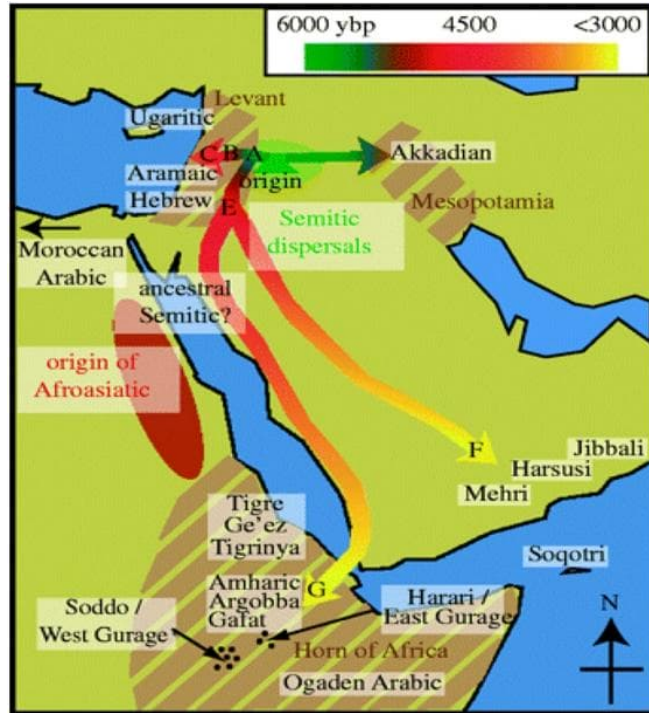 6000 ybp 4500 <3000
Levant
Ugaritic
C B A
Akkadian
Aramaic
origin
Hebrew
E
Mesopotamia
Semitic
dispersals
Moroccan
Arabic
ancestral
Semitic?
origin of
Afroasiatic
F
Jibbali
Harsusi
Mehri
Tigre
Ge'ez
Tigrinya
Soqotri
Amharic
Argobba
Gafat
G
Soddo /
West Gurage
Harari /
East Gurage
N
Horn of Africa
Ogaden Arabic